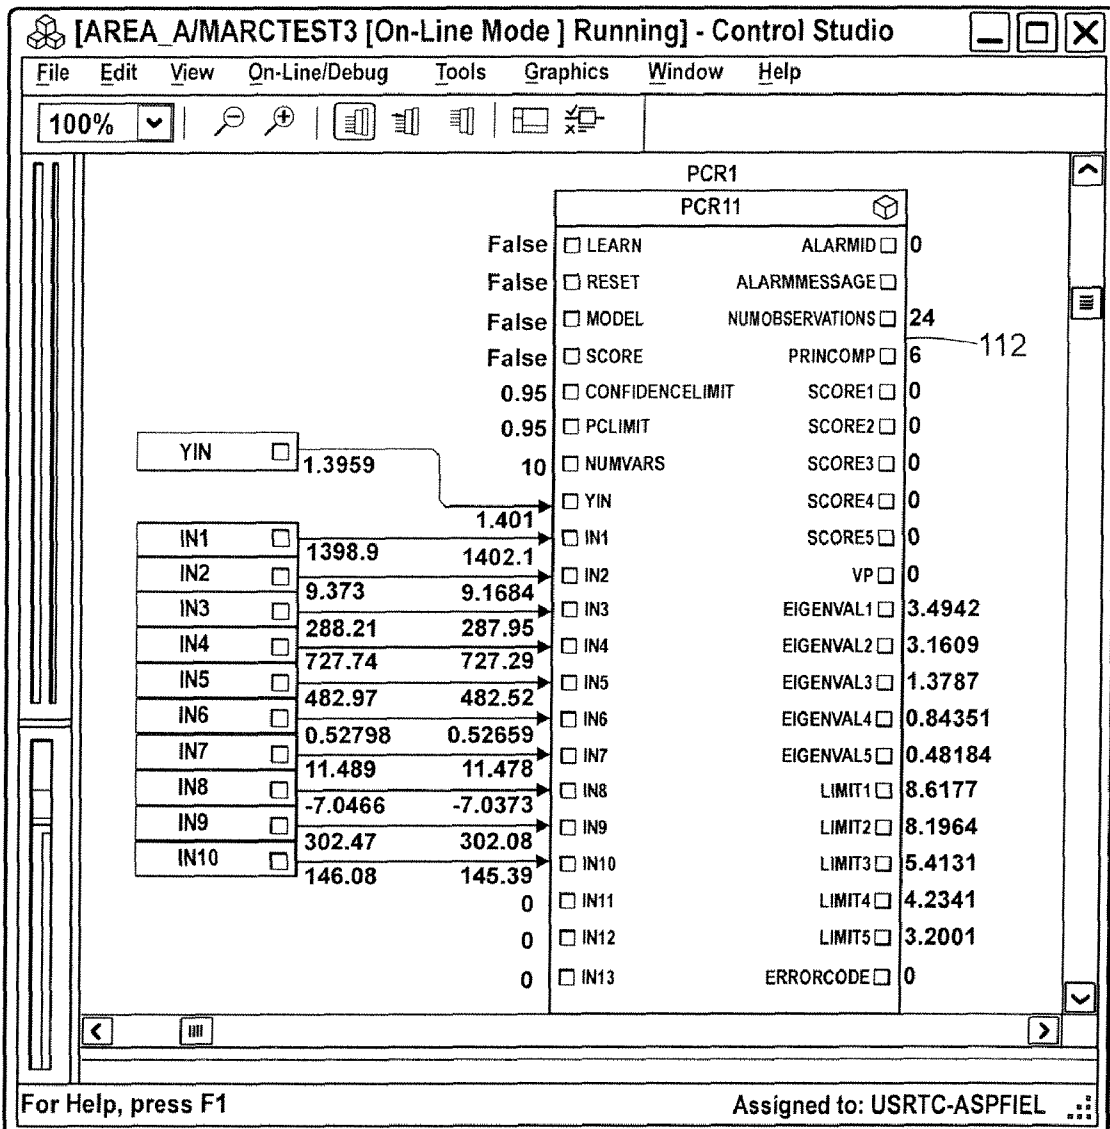 [AREA_A/MARCTEST3 [On-Line Mode ] Running] - Control Studio
File Edit View On-Line/Debug Tools Graphics Window Help
100%
PCR1
PCR11
False LEARN ALARMID 0
False RESET ALARMMESSAGE
False MODEL NUMOBSERVATIONS 24
112
False SCORE PRINCOMP 6
0.95 CONFIDENCELIMIT SCORE1 0
0.95 PCLIMIT SCORE2 0
YIN 1.3959 10 NUMVARS SCORE3 0
1.401 YIN SCORE4 0
IN1 1398.9 1402.1 IN1 SCORE5 0
IN2 9.373 9.1684 IN2 VP 0
IN3 288.21 287.95 IN3 EIGENVAL1 3.4942
IN4 727.74 727.29 IN4 EIGENVAL2 3.1609
IN5 482.97 482.52 IN5 EIGENVAL3 1.3787
IN6 0.52798 0.52659 IN6 EIGENVAL4 0.84351
IN7 11.489 11.478 IN7 EIGENVAL5 0.48184
IN8 -7.0466 -7.0373 IN8 LIMIT1 8.6177
IN9 302.47 302.08 IN9 LIMIT2 8.1964
IN10 146.08 145.39 IN10 LIMIT3 5.4131
0 IN11 LIMIT4 4.2341
0 IN12 LIMIT5 3.2001
0 IN13 ERRORCODE 0
For Help, press F1 Assigned to: USRTC-ASPFIEL